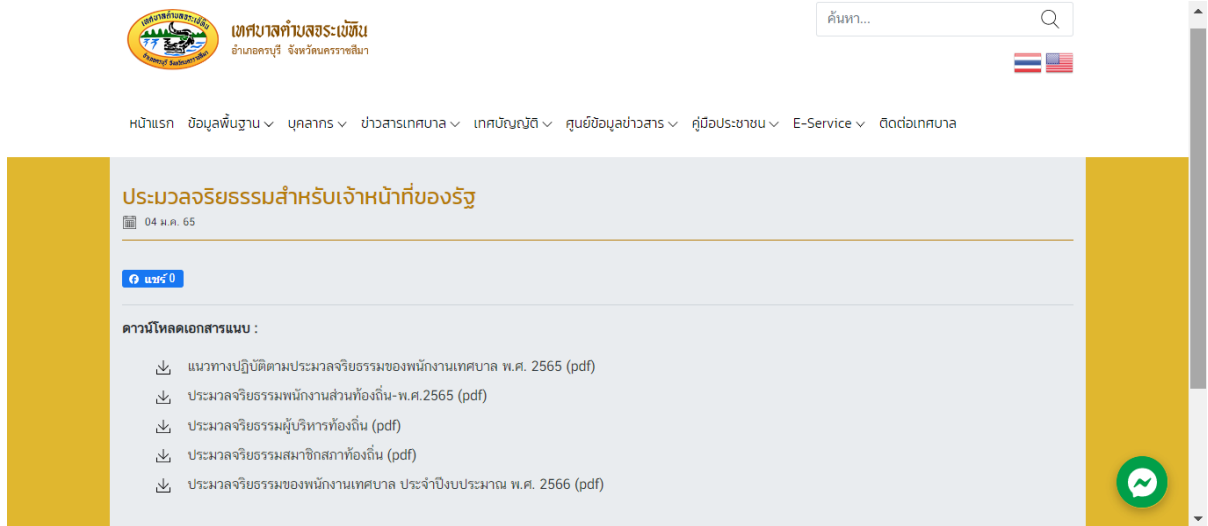 เทศบาลตำบลจระเข้หิน
อำเภอครบุรี จังหวัดนครราชสีมา
ค้นหา...
หน้าแรก ข้อมูลพื้นฐาน บุคลากร ข่าวสารเทศบาล เทศบัญญัติ ศูนย์ข้อมูลข่าวสาร คู่มือประชาชน E-Service ติดต่อเทศบาล
ประมวลจริยธรรมสำหรับเจ้าหน้าที่ของรัฐ
04 ม.ค. 65
แชร์ 0
ดาวน์โหลดเอกสารแนบ :
แนวทางปฏิบัติตามประมวลจริยธรรมของพนักงานเทศบาล พ.ศ. 2565 (pdf)
ประมวลจริยธรรมพนักงานส่วนท้องถิ่น-พ.ศ.2565 (pdf)
ประมวลจริยธรรมผู้บริหารท้องถิ่น (pdf)
ประมวลจริยธรรมสมาชิกสภาท้องถิ่น (pdf)
ประมวลจริยธรรมของพนักงานเทศบาล ประจำปีงบประมาณ พ.ศ. 2566 (pdf)